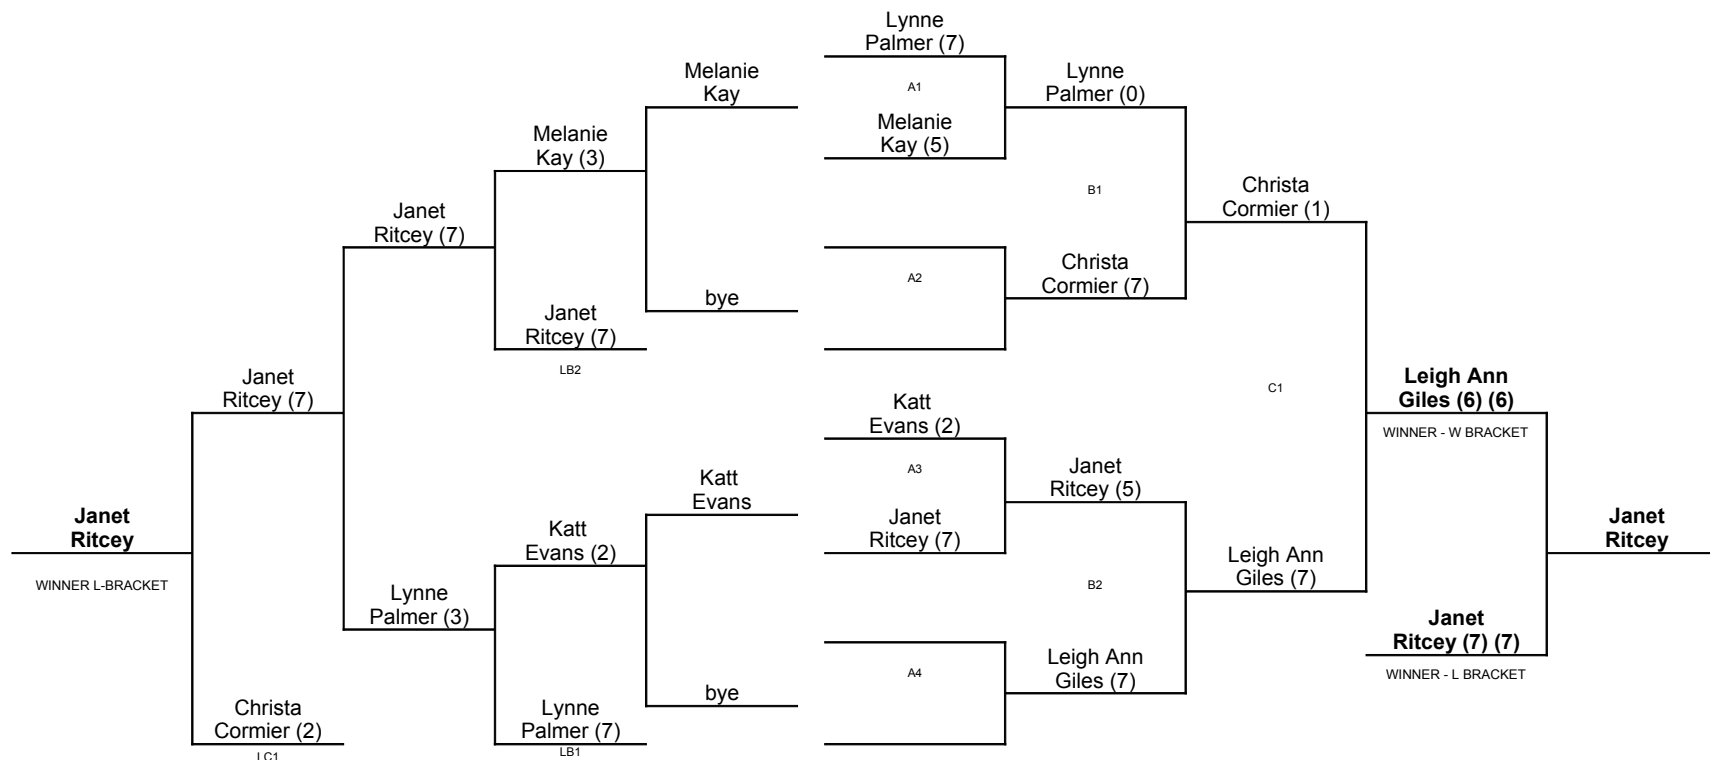 Lynne
Palmer (7)
Melanie
Kay
A1
Lynne
Palmer (0)
Melanie
Kay (3)
Melanie
Kay (5)
B1
Janet
Ritcey (7)
Christa
Cormier (1)
bye
A2
Christa
Cormier (7)
Janet
Ritcey (7)
LB2
Janet
Ritcey (7)
C1
Leigh Ann
Giles (6) (6)
WINNER - W BRACKET
Katt
Evans (2)
A3
Katt
Evans
Janet
Ritcey (5)
Janet
Ritcey
WINNER L-BRACKET
Katt
Evans (2)
Janet
Ritcey (7)
Janet
Ritcey
Leigh Ann
Giles (7)
B2
Lynne
Palmer (3)
Janet
Ritcey (7) (7)
WINNER - L BRACKET
A4
Leigh Ann
Giles (7)
bye
Christa
Cormier (2)
LC1
Lynne
Palmer (7)
LB1